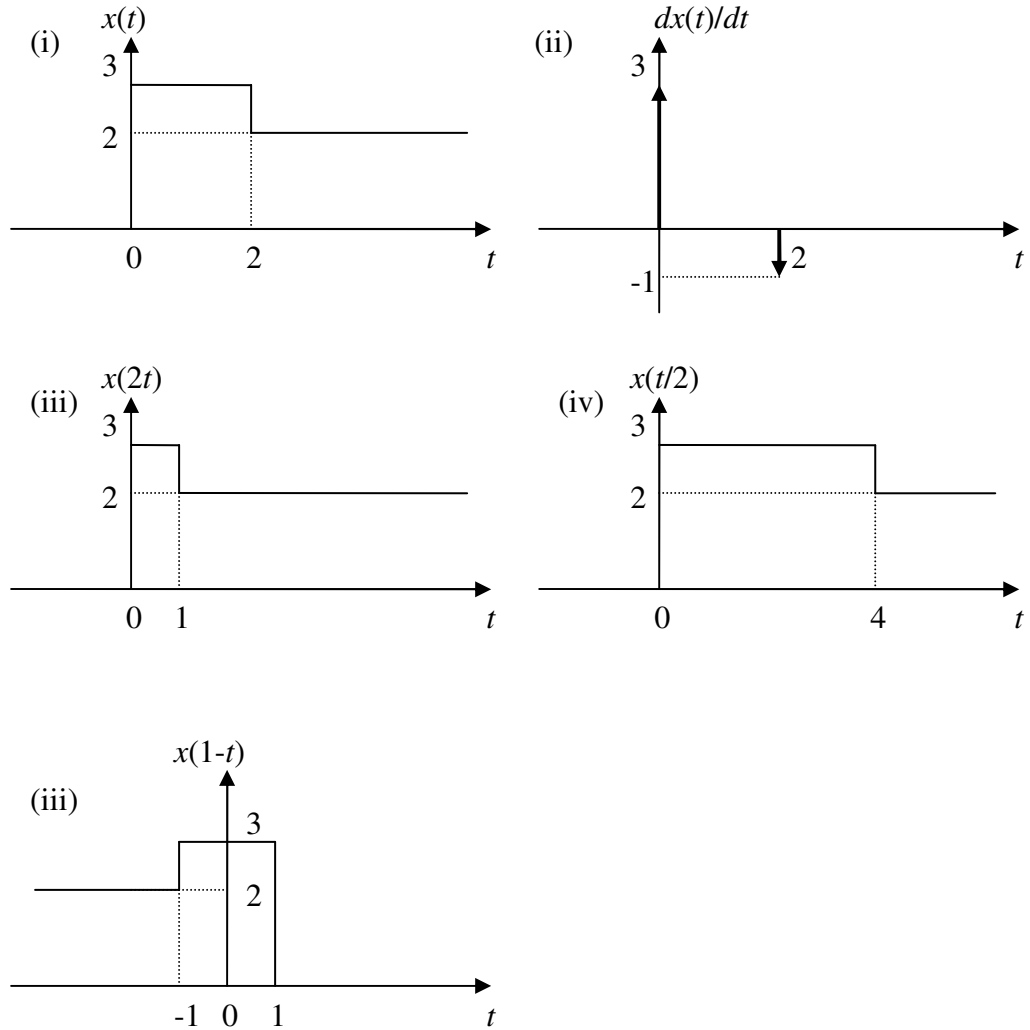 x(t)
(i)
3
2
0
2
t
dx(t)/dt
(ii)
3
2
-1
t
x(2t)
(iii)
3
2
0
1
t
x(t/2)
(iv)
3
2
0
4
t
x(1-t)
(iii)
3
2
-1
0
1
t